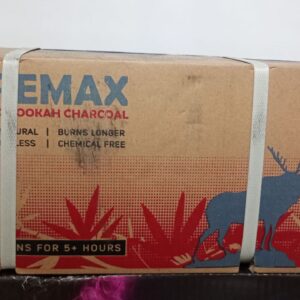 EMAX
OOKAH CHARCOAL
URAL | BURNS LONGER
LESS | CHEMICAL FREE
NS FOR 5+ HOURS